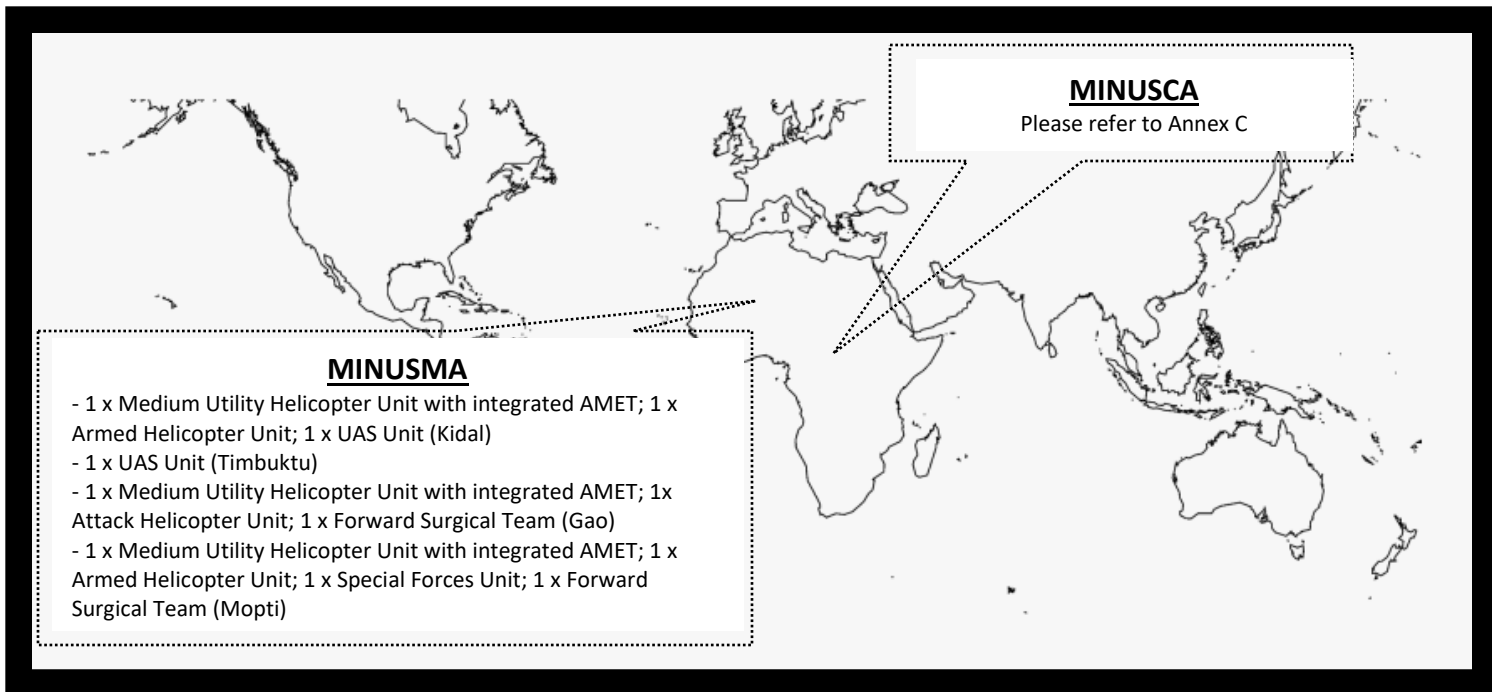 MINUSCA
Please refer to Annex C
MINUSMA
- 1 x Medium Utility Helicopter Unit with integrated AMET; 1 x
Armed Helicopter Unit; 1 x UAS Unit (Kidal)
- 1 x UAS Unit (Timbuktu)
- 1 x Medium Utility Helicopter Unit with integrated AMET; 1x
Attack Helicopter Unit; 1 x Forward Surgical Team (Gao)
- 1 x Medium Utility Helicopter Unit with integrated AMET; 1 x
Armed Helicopter Unit; 1 x Special Forces Unit; 1 x Forward
Surgical Team (Mopti)